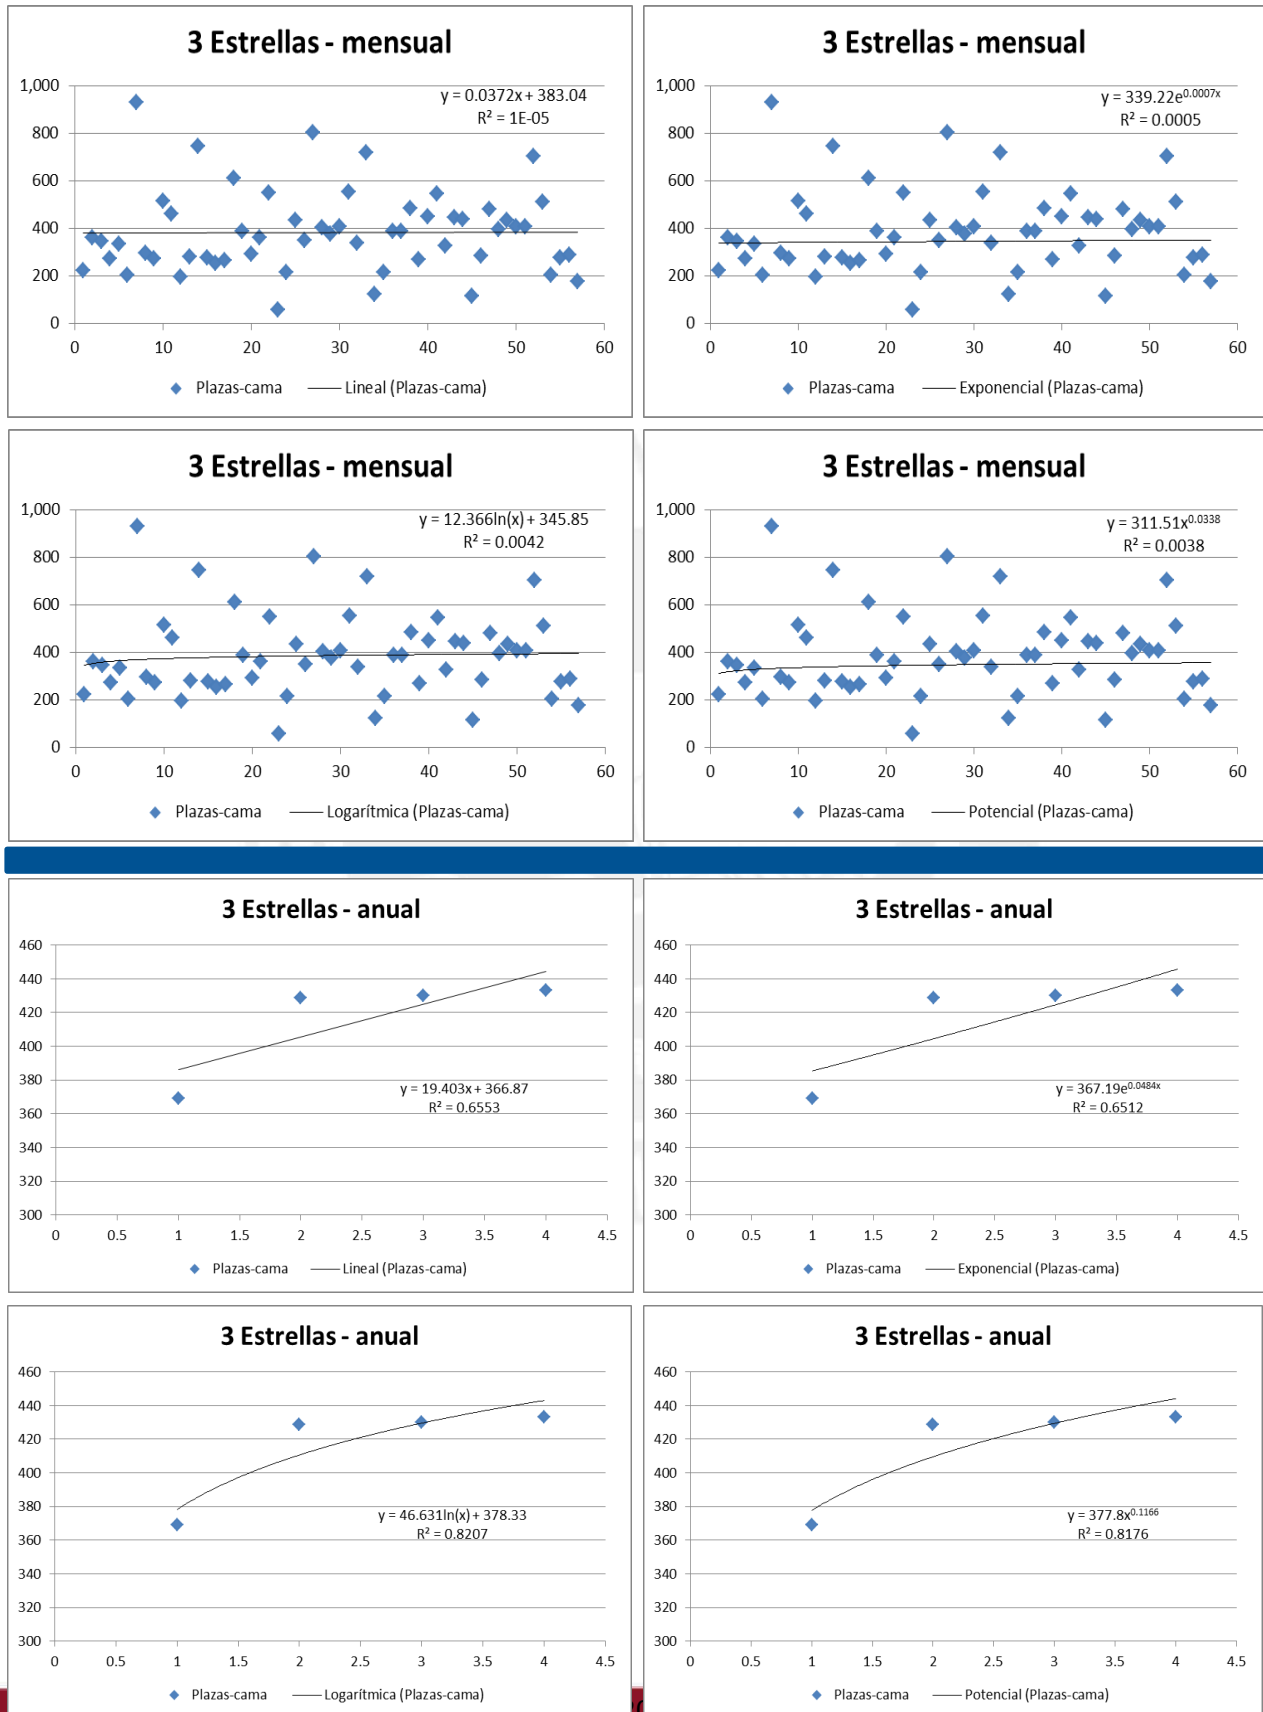 3 Estrellas - mensual
y = 0.0372x + 383.04
R² = 1E-05
1,000
800
600
400
200
0
0 10 20 30 40 50 60
Plazas-cama Lineal (Plazas-cama)
3 Estrellas - mensual
y = 339.22e^0.0007x
R² = 0.0005
1,000
800
600
400
200
0
0 10 20 30 40 50 60
Plazas-cama Exponencial (Plazas-cama)
3 Estrellas - mensual
y = 12.366ln(x) + 345.85
R² = 0.0042
1,000
800
600
400
200
0
0 10 20 30 40 50 60
Plazas-cama Logarítmica (Plazas-cama)
3 Estrellas - mensual
y = 311.51x^0.0338
R² = 0.0038
1,000
800
600
400
200
0
0 10 20 30 40 50 60
Plazas-cama Potencial (Plazas-cama)
3 Estrellas - anual
460
440
420
400
380
360
340
320
300
y = 19.403x + 366.87
R² = 0.6553
0 0.5 1 1.5 2 2.5 3 3.5 4 4.5
Plazas-cama Lineal (Plazas-cama)
3 Estrellas - anual
460
440
420
400
380
360
340
320
300
y = 367.19e^0.0484x
R² = 0.6512
0 0.5 1 1.5 2 2.5 3 3.5 4 4.5
Plazas-cama Exponencial (Plazas-cama)
3 Estrellas - anual
460
440
420
400
380
360
340
320
300
y = 46.631ln(x) + 378.33
R² = 0.8207
0 0.5 1 1.5 2 2.5 3 3.5 4 4.5
Plazas-cama Logarítmica (Plazas-cama)
3 Estrellas - anual
460
440
420
400
380
360
340
320
300
y = 377.8x^0.1166
R² = 0.8176
0 0.5 1 1.5 2 2.5 3 3.5 4 4.5
Plazas-cama Potencial (Plazas-cama)